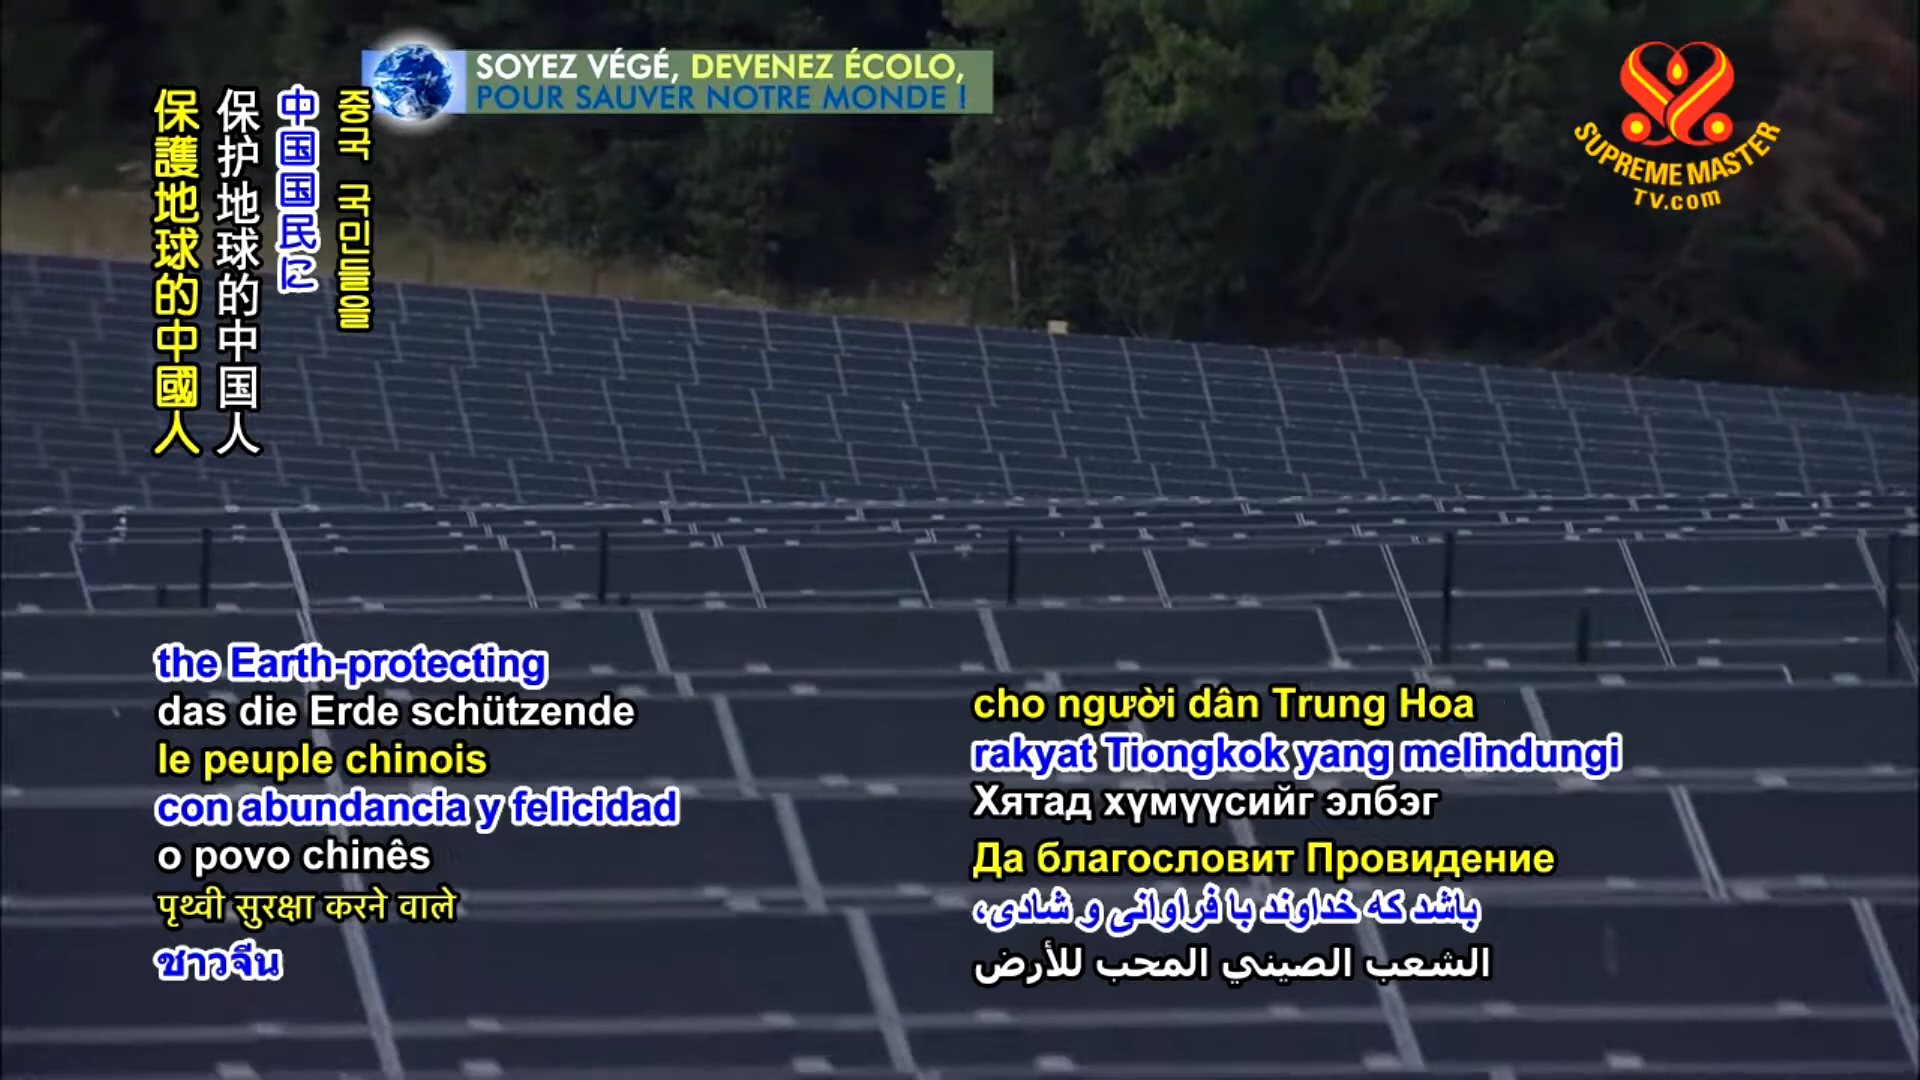 SOYEZ VÉGÉ, DEVENEZ ÉCOLO,
POUR SAUVER NOTRE MONDE !
SUPREME MASTER
TV.com
중국 국민들을
中国国民に
保护地球的中国人
保護地球的中國人
the Earth-protecting
das die Erde schützende
le peuple chinois
con abundancia y felicidad
o povo chinês
पृथ्वी सुरक्षा करने वाले
ชาวจีน
cho người dân Trung Hoa
rakyat Tiongkok yang melindungi
Хятад хүмүүсийг элбэг
Да благословит Провидение
باشد که خداوند با فراوانی و شادی،
الشعب الصيني المحب للأرض